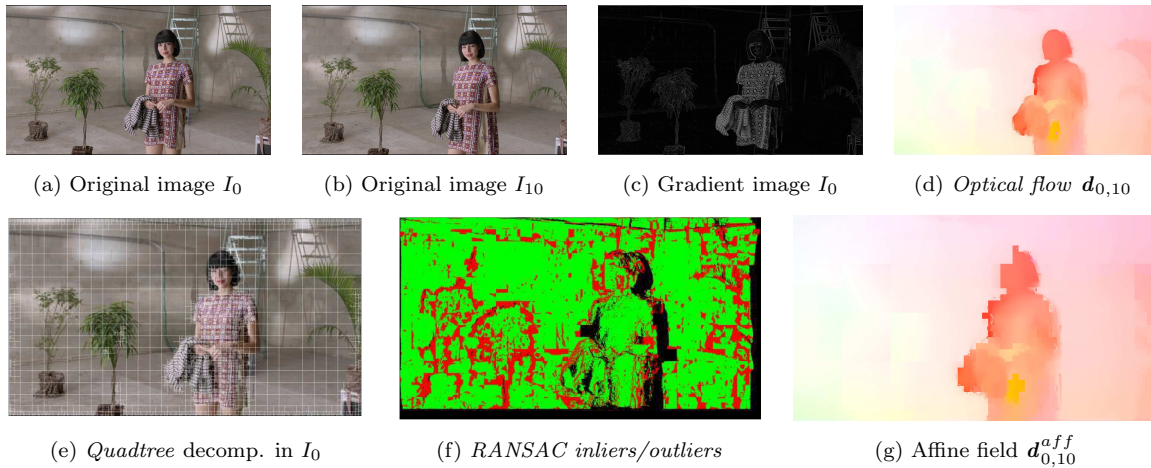 (a) Original image I₀
(b) Original image I₁₀
(c) Gradient image I₀
(d) Optical flow d₀,₁₀
(e) Quadtree decomp. in I₀
(f) RANSAC inliers/outliers
(g) Affine field d₀,₁₀^aff